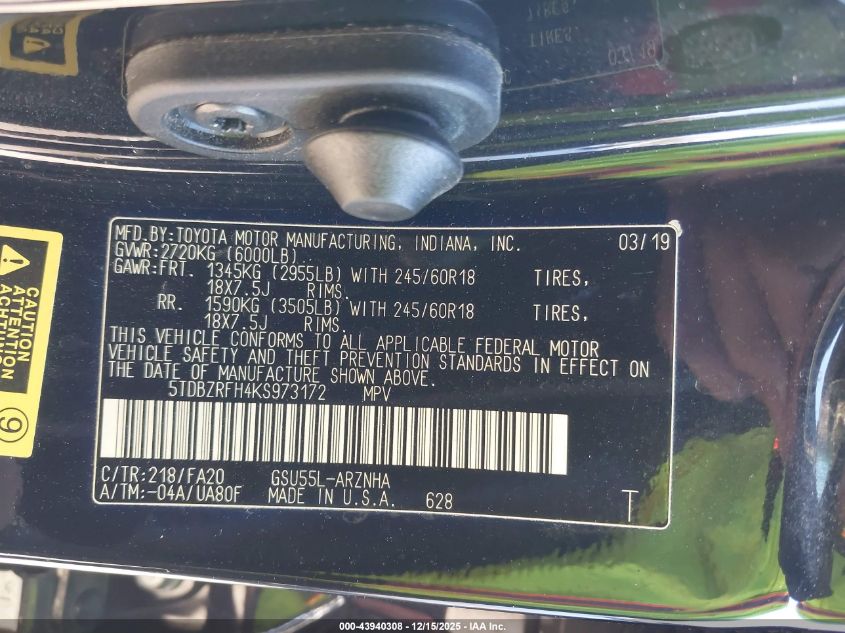 MFD.BY:TOYOTA MOTOR MANUFACTURING, INDIANA, INC. 03/19
GVWR:2720KG (6000LB)
GAWR:FRT. 1345KG (2955LB) WITH 245/60R18 TIRES,
18X7.5J RIMS.
RR. 1590KG (3505LB) WITH 245/60R18 TIRES,
18X7.5J RIMS.
THIS VEHICLE CONFORMS TO ALL APPLICABLE FEDERAL MOTOR
VEHICLE SAFETY AND THEFT PREVENTION STANDARDS IN EFFECT ON
THE DATE OF MANUFACTURE SHOWN ABOVE.
5TDBZRFH4KS973172 MPV
C/TR:218/FA20 GSU55L-ARZNHA
A/TM:-04A/UA80F MADE IN U.S.A. 628 T
CAUTION
ATTENTION
ACHTUNG
9
000-43940308 - 12/15/2025 - IAA Inc.